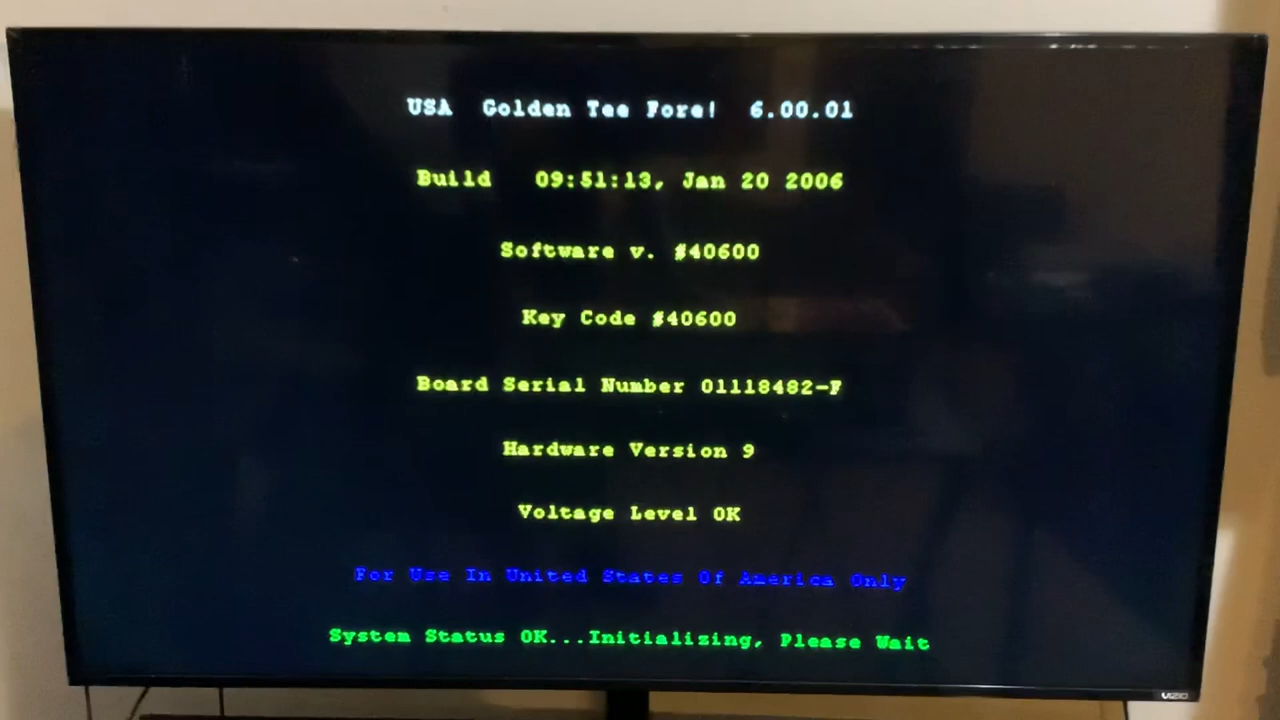 USA Golden Tee Fore! 6.00.01
Build 09:51:13, Jan 20 2006
Software v. #40600
Key Code #40600
Board Serial Number 01118482-F
Hardware Version 9
Voltage Level OK
For Use In United States Of America Only
System Status OK...Initializing, Please Wait
VIZIO